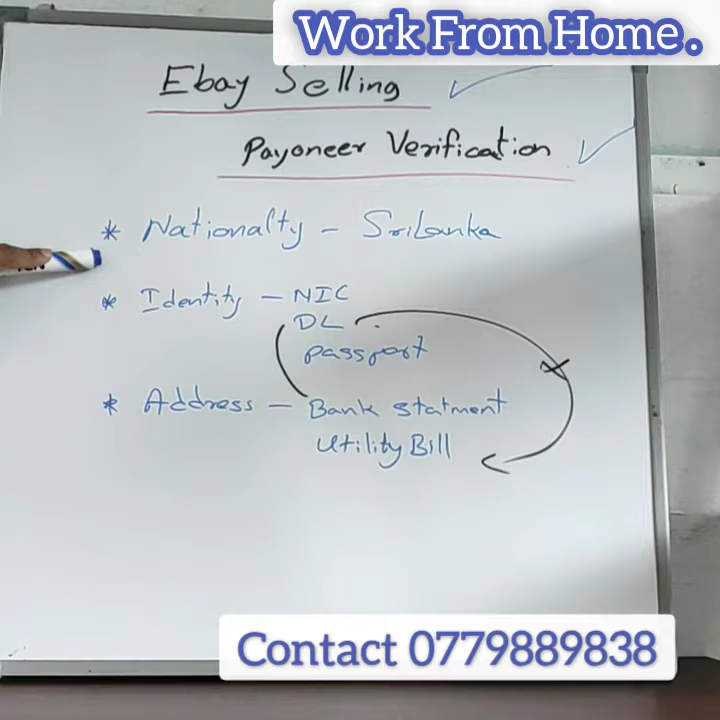 Work From Home.
Ebay Selling
Payoneer Verification
* Nationalty - SriLanka
* Identity - NIC
DL
passport
* Address - Bank statment
Utility Bill
Contact 0779889838